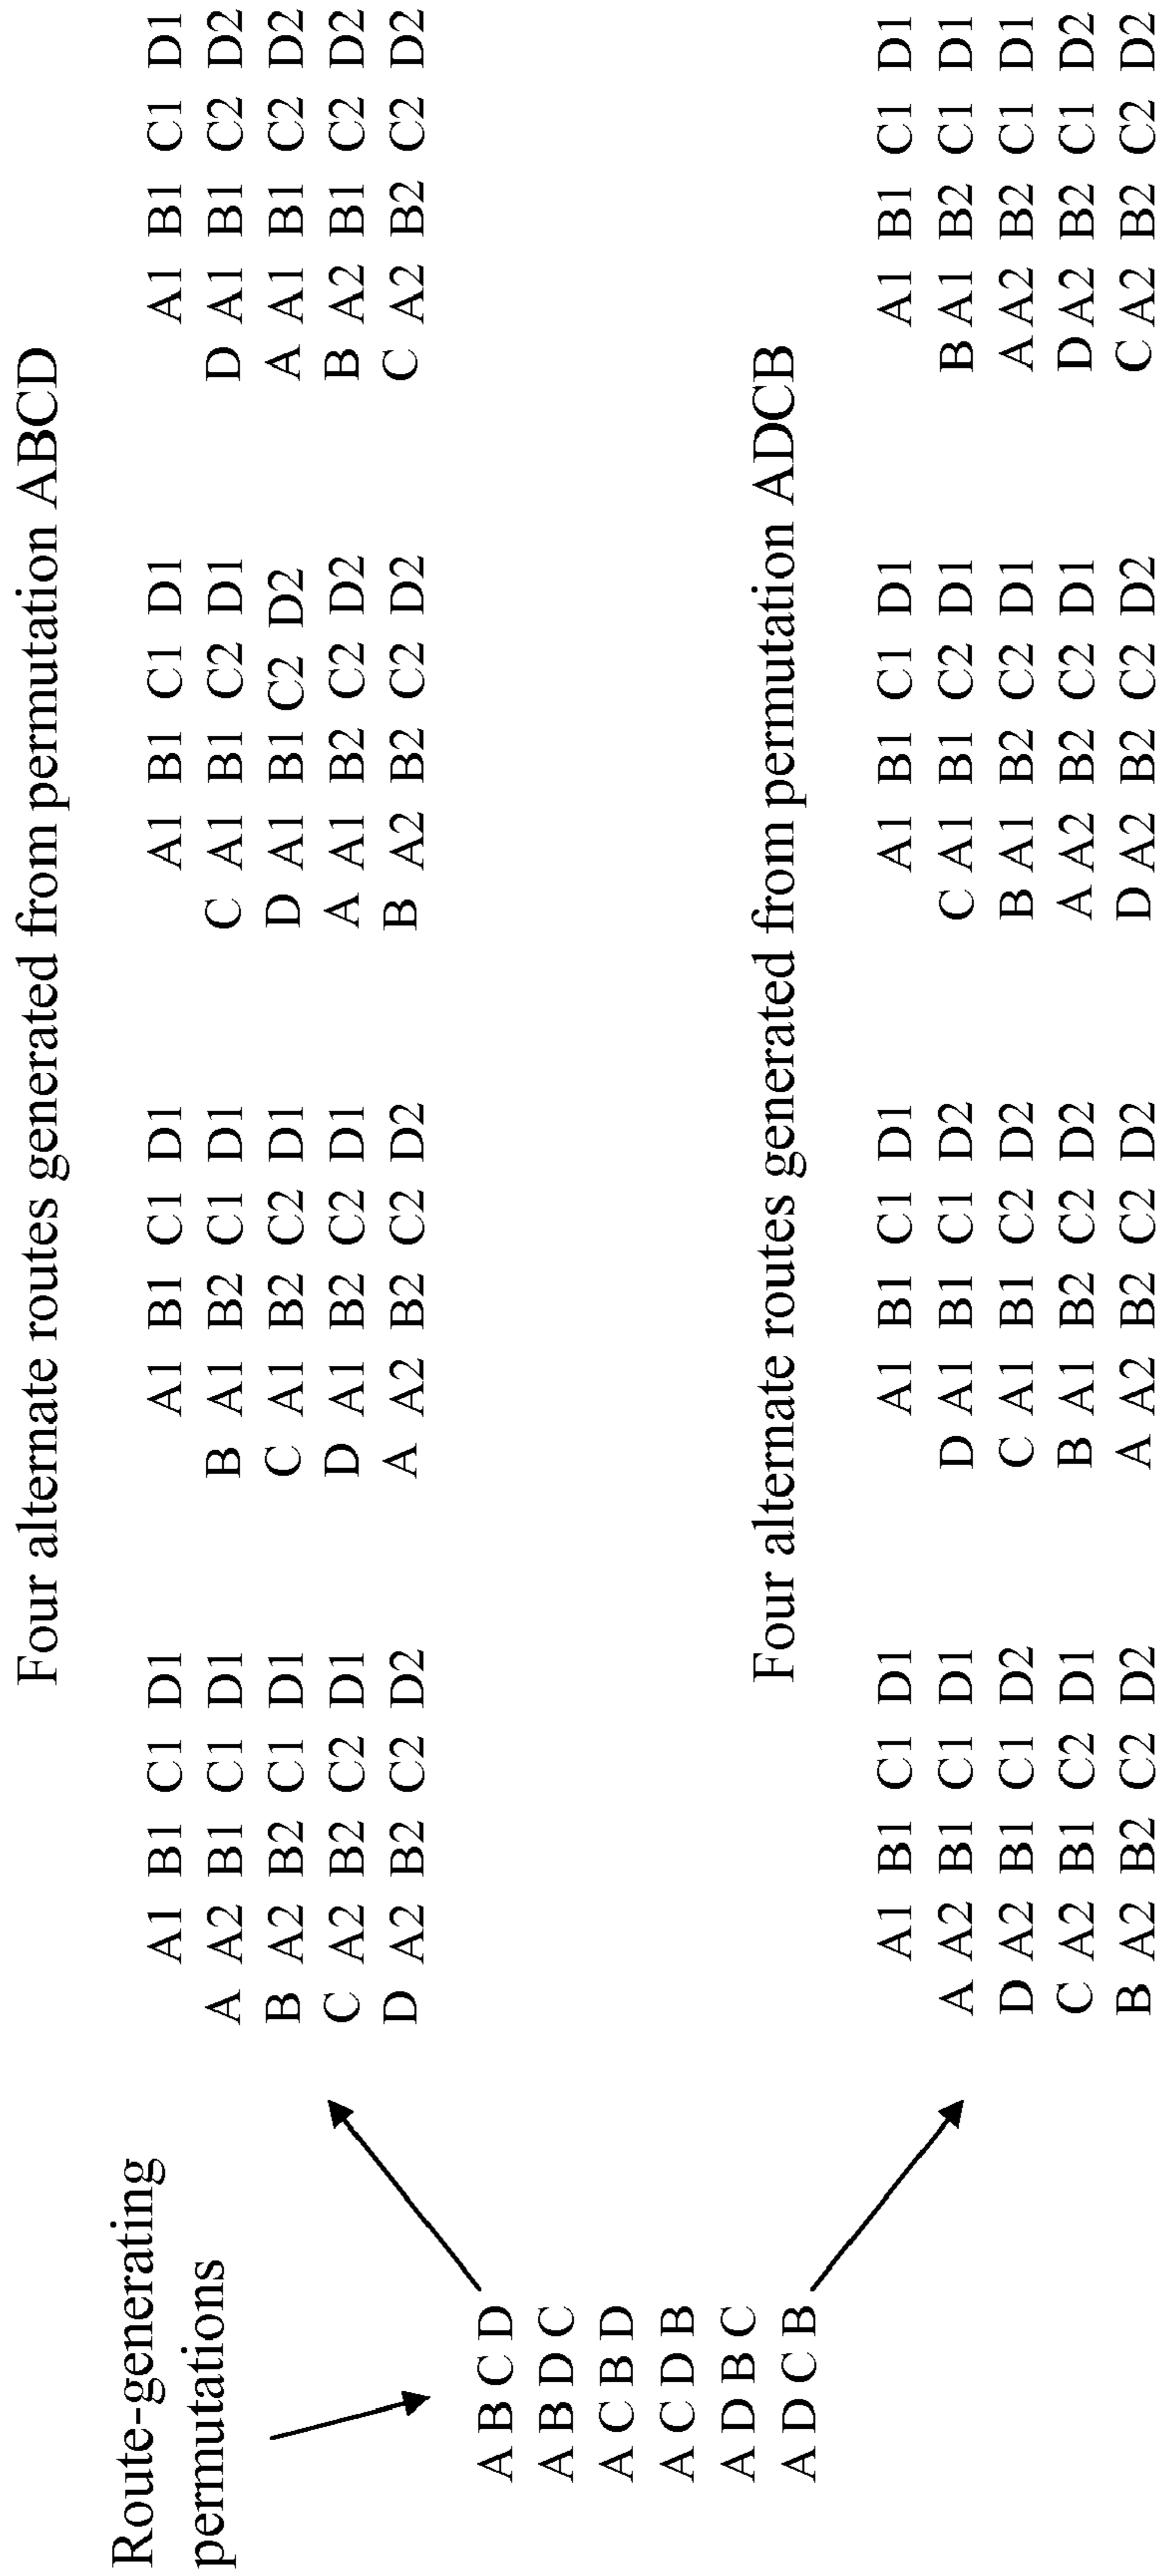 Route-generating
permutations
A B C D
A B D C
A C B D
A C D B
A D B C
A D C B
Four alternate routes generated from permutation ABCD
A1 B1 C1 D1
A A2 B1 C1 D1
B A2 B2 C1 D1
C A2 B2 C2 D1
D A2 B2 C2 D2
A1 B1 C1 D1
B A1 B2 C1 D1
C A1 B2 C2 D1
D A1 B2 C2 D1
A A2 B2 C2 D2
A1 B1 C1 D1
C A1 B1 C2 D1
D A1 B1 C2 D2
A A1 B2 C2 D2
B A2 B2 C2 D2
A1 B1 C1 D1
D A1 B1 C2 D2
A A1 B1 C2 D2
B A2 B1 C2 D2
C A2 B2 C2 D2
Four alternate routes generated from permutation ADCB
A1 B1 C1 D1
A A2 B1 C1 D1
D A2 B1 C1 D2
C A2 B1 C2 D1
B A2 B2 C2 D2
A1 B1 C1 D1
D A1 B1 C1 D2
C A1 B1 C2 D2
B A1 B2 C2 D2
A A2 B2 C2 D2
A1 B1 C1 D1
C A1 B1 C2 D1
B A1 B2 C2 D1
A A2 B2 C2 D1
D A2 B2 C2 D2
A1 B1 C1 D1
B A1 B2 C1 D1
A A2 B2 C1 D1
D A2 B2 C1 D2
C A2 B2 C2 D2